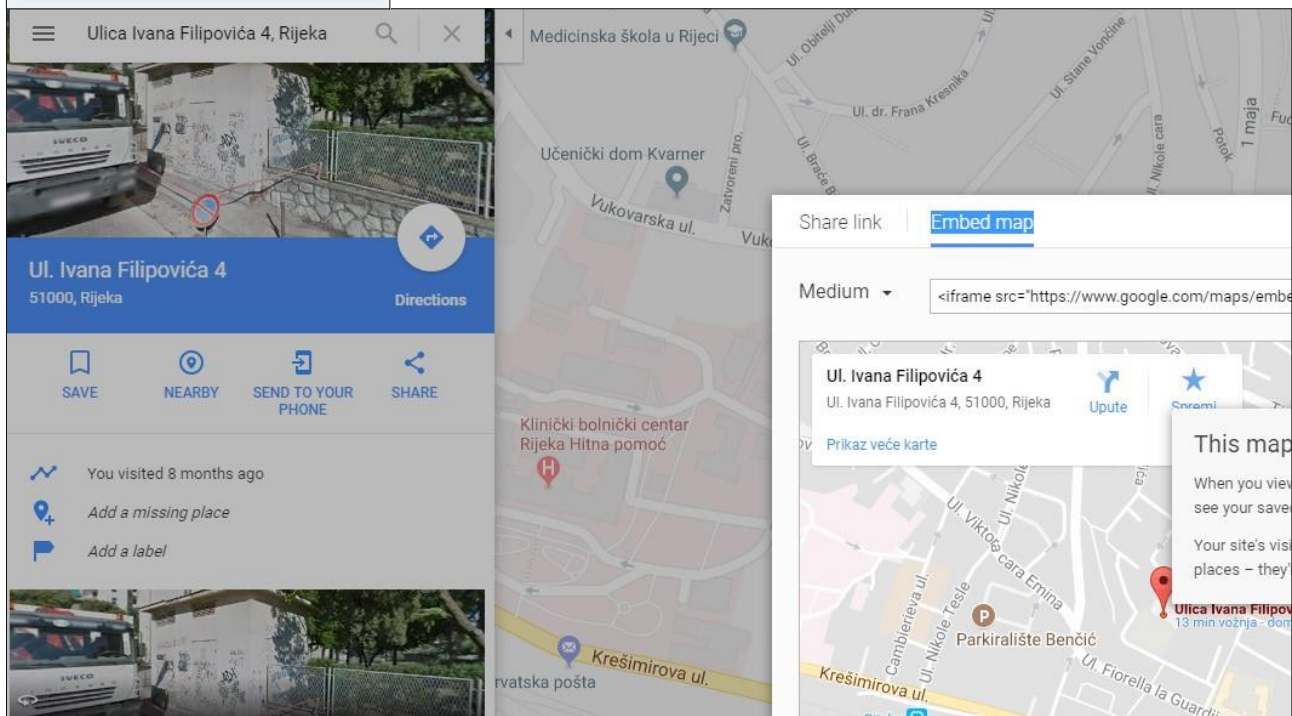 Ulica Ivana Filipovića 4, Rijeka
IVECO
Ul. Ivana Filipovića 4
51000, Rijeka
Directions
SAVE
NEARBY
SEND TO YOUR
PHONE
SHARE
You visited 8 months ago
Add a missing place
Add a label
IVECO
Medicinska škola u Rijeci
Ul. Obitelji
Ul. Stane Vončine
Ul. dr. Frana Kresnika
Učenički dom Kvarner
Zatvoreni pro.
Ul. Braće
Ul. Nikole cara
Potok
1 maja
Vukovarska ul.
Klinički bolnički centar
Rijeka Hitna pomoć
Krešimirova ul.
rvatska pošta
Share link
Embed map
Medium
<iframe src="https://www.google.com/maps/embe
Ul. Ivana Filipovića 4
Ul. Ivana Filipovića 4, 51000, Rijeka
Upute
Spremi
Prikaz veće karte
This map
When you view
see your saved
Your site's visi
places – they'
Ul. Nikole
Ul. Viktora cara Emina
Cambierieva ul.
Ul. Nikole Tesle
P
Parkiralište Benčić
Ulica Ivana Filipov
13 min vožnja - dom
Ul. Fiorella la Guardi
Krešimirova ul.